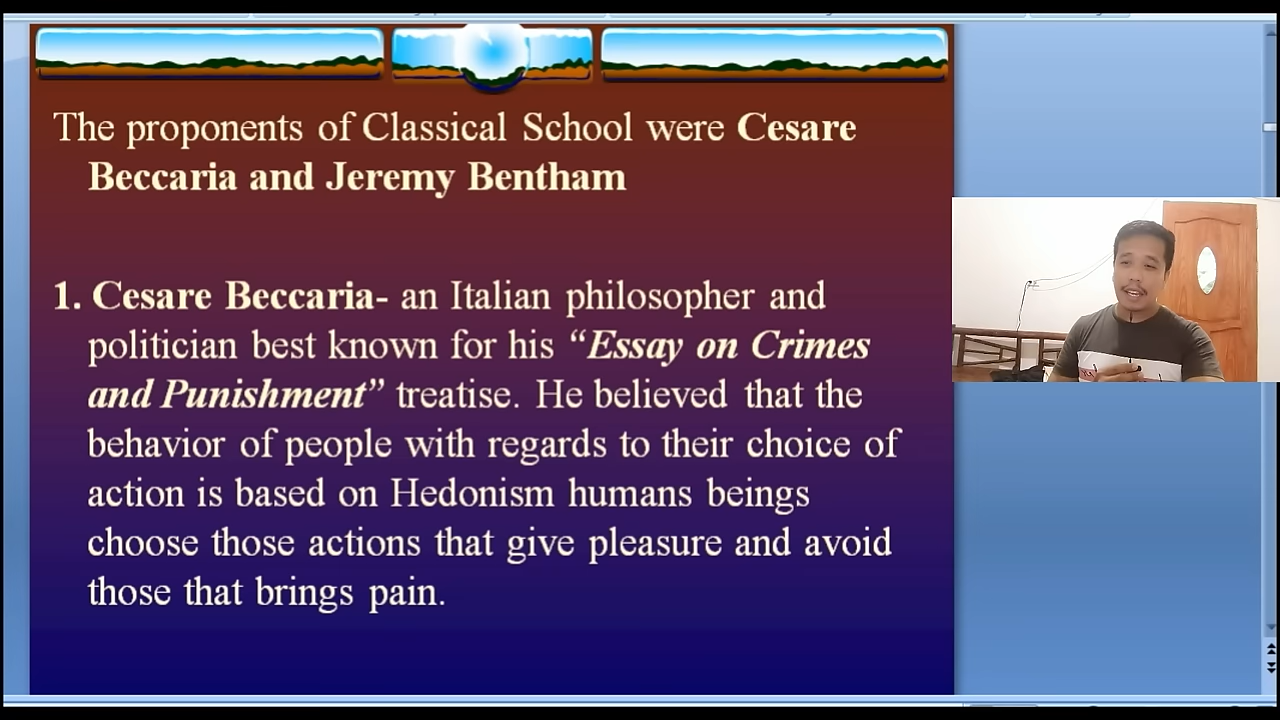 The proponents of Classical School were Cesare
Beccaria and Jeremy Bentham
1. Cesare Beccaria- an Italian philosopher and
politician best known for his “Essay on Crimes
and Punishment” treatise. He believed that the
behavior of people with regards to their choice of
action is based on Hedonism humans beings
choose those actions that give pleasure and avoid
those that brings pain.